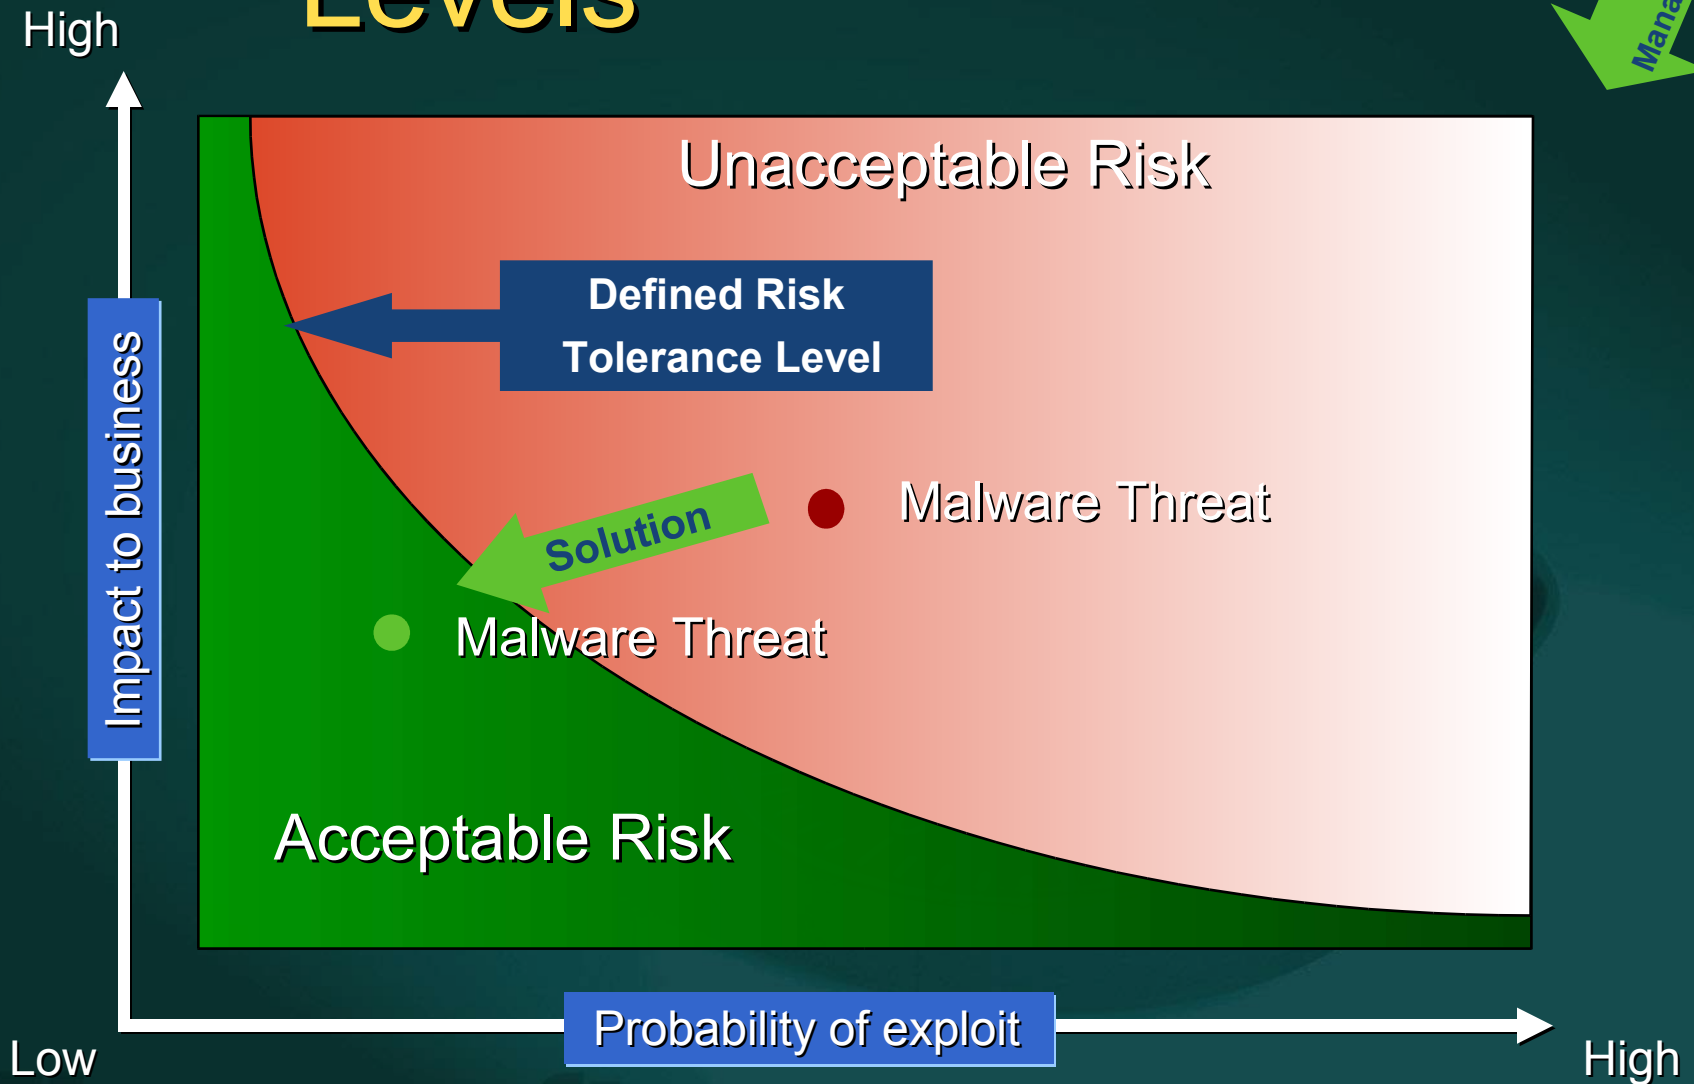 Levels
High
Unacceptable Risk
Defined Risk
Tolerance Level
Impact to business
Malware Threat
Solution
Malware Threat
Acceptable Risk
Probability of exploit
Low
High